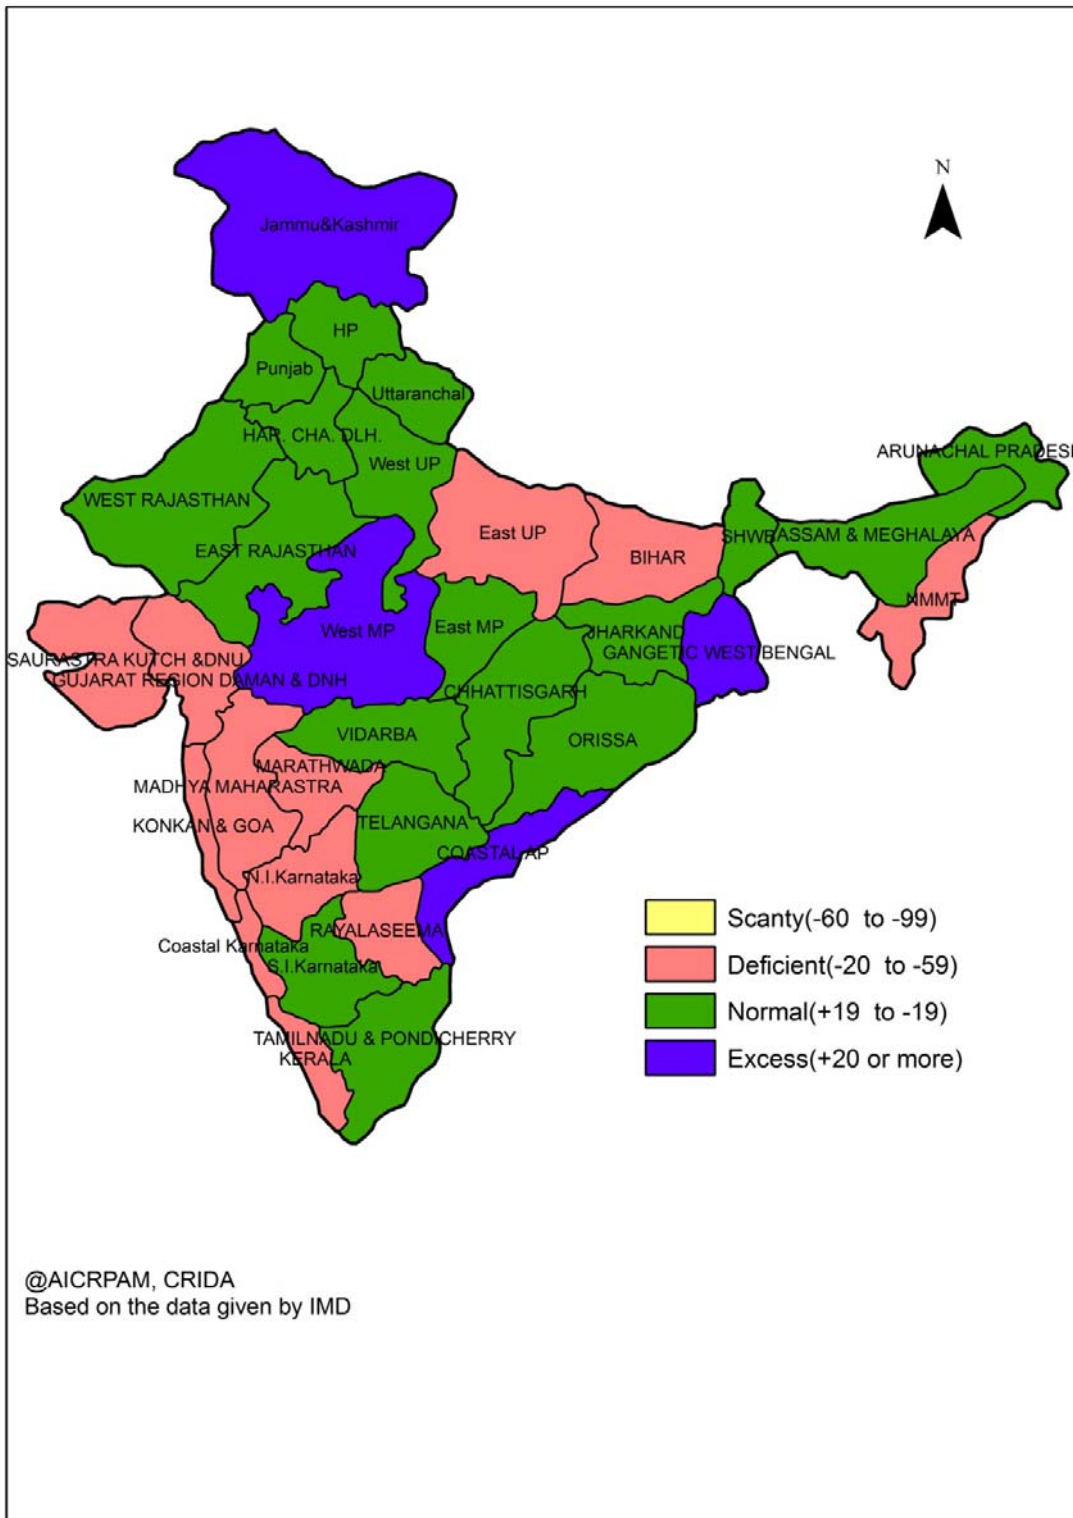 N
Jammu&Kashmir
HP
Punjab
Uttaranchal
HAR. CHA. DLH.
West UP
ARUNACHAL PRADESH
WEST RAJASTHAN
East UP
SHWB
ASSAM & MEGHALAYA
EAST RAJASTHAN
BIHAR
NMMT
West MP
East MP
JHARKAND
GANGETIC WEST BENGAL
SAURASTRA KUTCH &DNU
GUJARAT REGION DAMAN & DNH
CHHATTISGARH
VIDARBA
ORISSA
MARATHWADA
MADHYA MAHARASTRA
KONKAN & GOA
TELANGANA
COASTAL AP
N.I.Karnataka
RAYALASEEMA
Coastal Karnataka
S.I.Karnataka
TAMILNADU & PONDICHERRY
KERALA
Scanty(-60 to -99)
Deficient(-20 to -59)
Normal(+19 to -19)
Excess(+20 or more)
@AICRPAM, CRIDA
Based on the data given by IMD